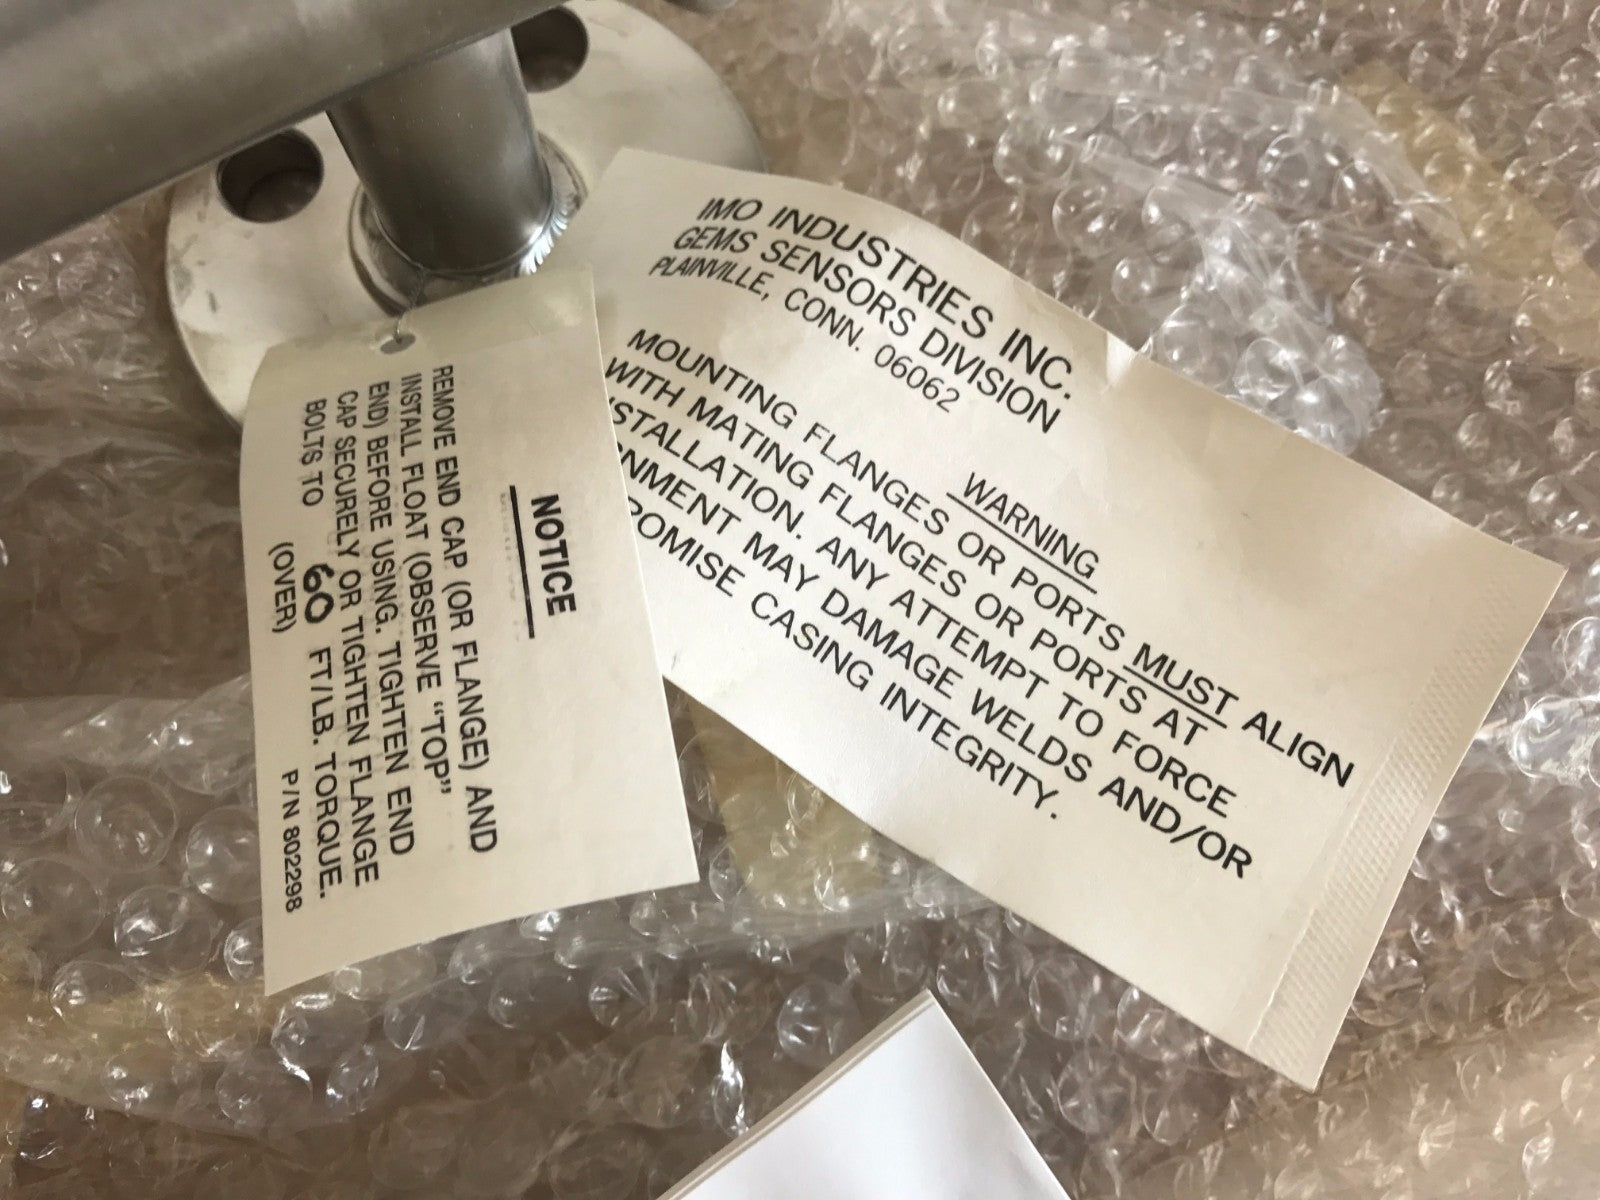 IMO INDUSTRIES INC.
GEMS SENSORS DIVISION
PLAINVILLE, CONN. 06062
WARNING
MOUNTING FLANGES OR PORTS MUST ALIGN
WITH MATING FLANGES OR PORTS AT
STALLATION. ANY ATTEMPT TO FORCE
NMENT MAY DAMAGE WELDS AND/OR
ROMISE CASING INTEGRITY.
NOTICE
REMOVE END CAP (OR FLANGE) AND
INSTALL FLOAT (OBSERVE "TOP"
END) BEFORE USING. TIGHTEN END
CAP SECURELY OR TIGHTEN FLANGE
BOLTS TO 60 FT/LB. TORQUE.
(OVER) P/N 802298